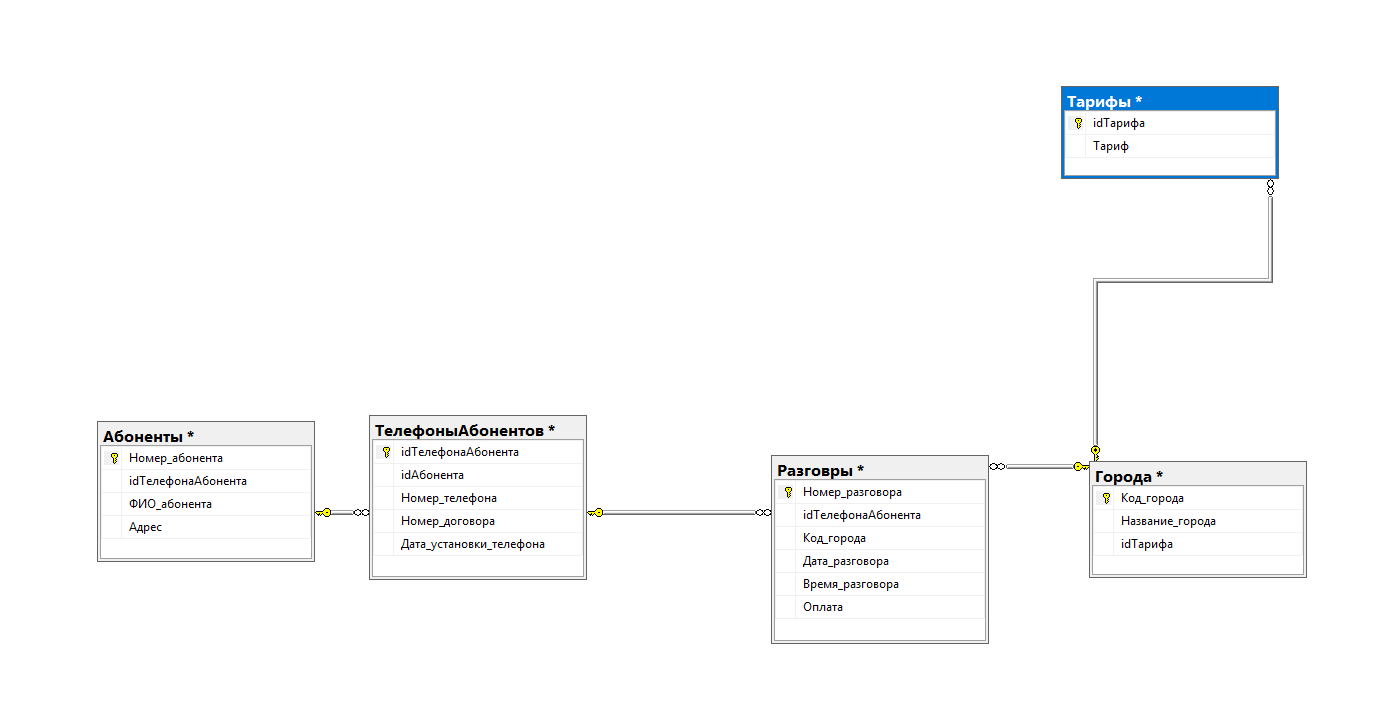 Тарифы *
idТарифа
Тариф
Абоненты *
Номер_абонента
idТелефонаАбонента
ФИО_абонента
Адрес
ТелефоныАбонентов *
idТелефонаАбонента
idАбонента
Номер_телефона
Номер_договора
Дата_установки_телефона
Разговры *
Номер_разговора
idТелефонаАбонента
Код_города
Дата_разговора
Время_разговора
Оплата
Города *
Код_города
Название_города
idТарифа